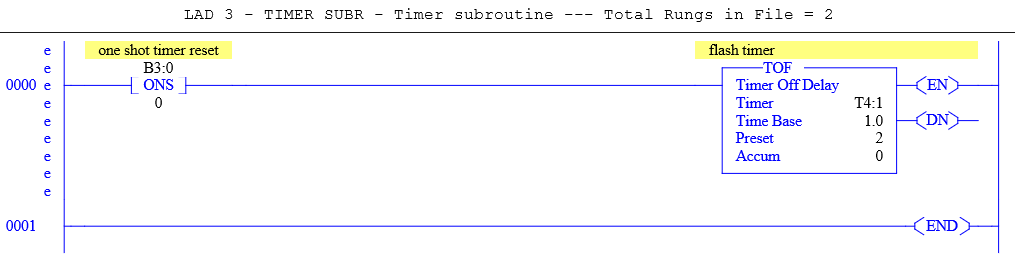 LAD 3 - TIMER SUBR - Timer subroutine --- Total Rungs in File = 2
e one shot timer reset flash timer
e B3:0 TOF
0000 e ONS Timer Off Delay EN
e 0 Timer T4:1
e Time Base 1.0 DN
e Preset 2
e Accum 0
e
e
0001 END